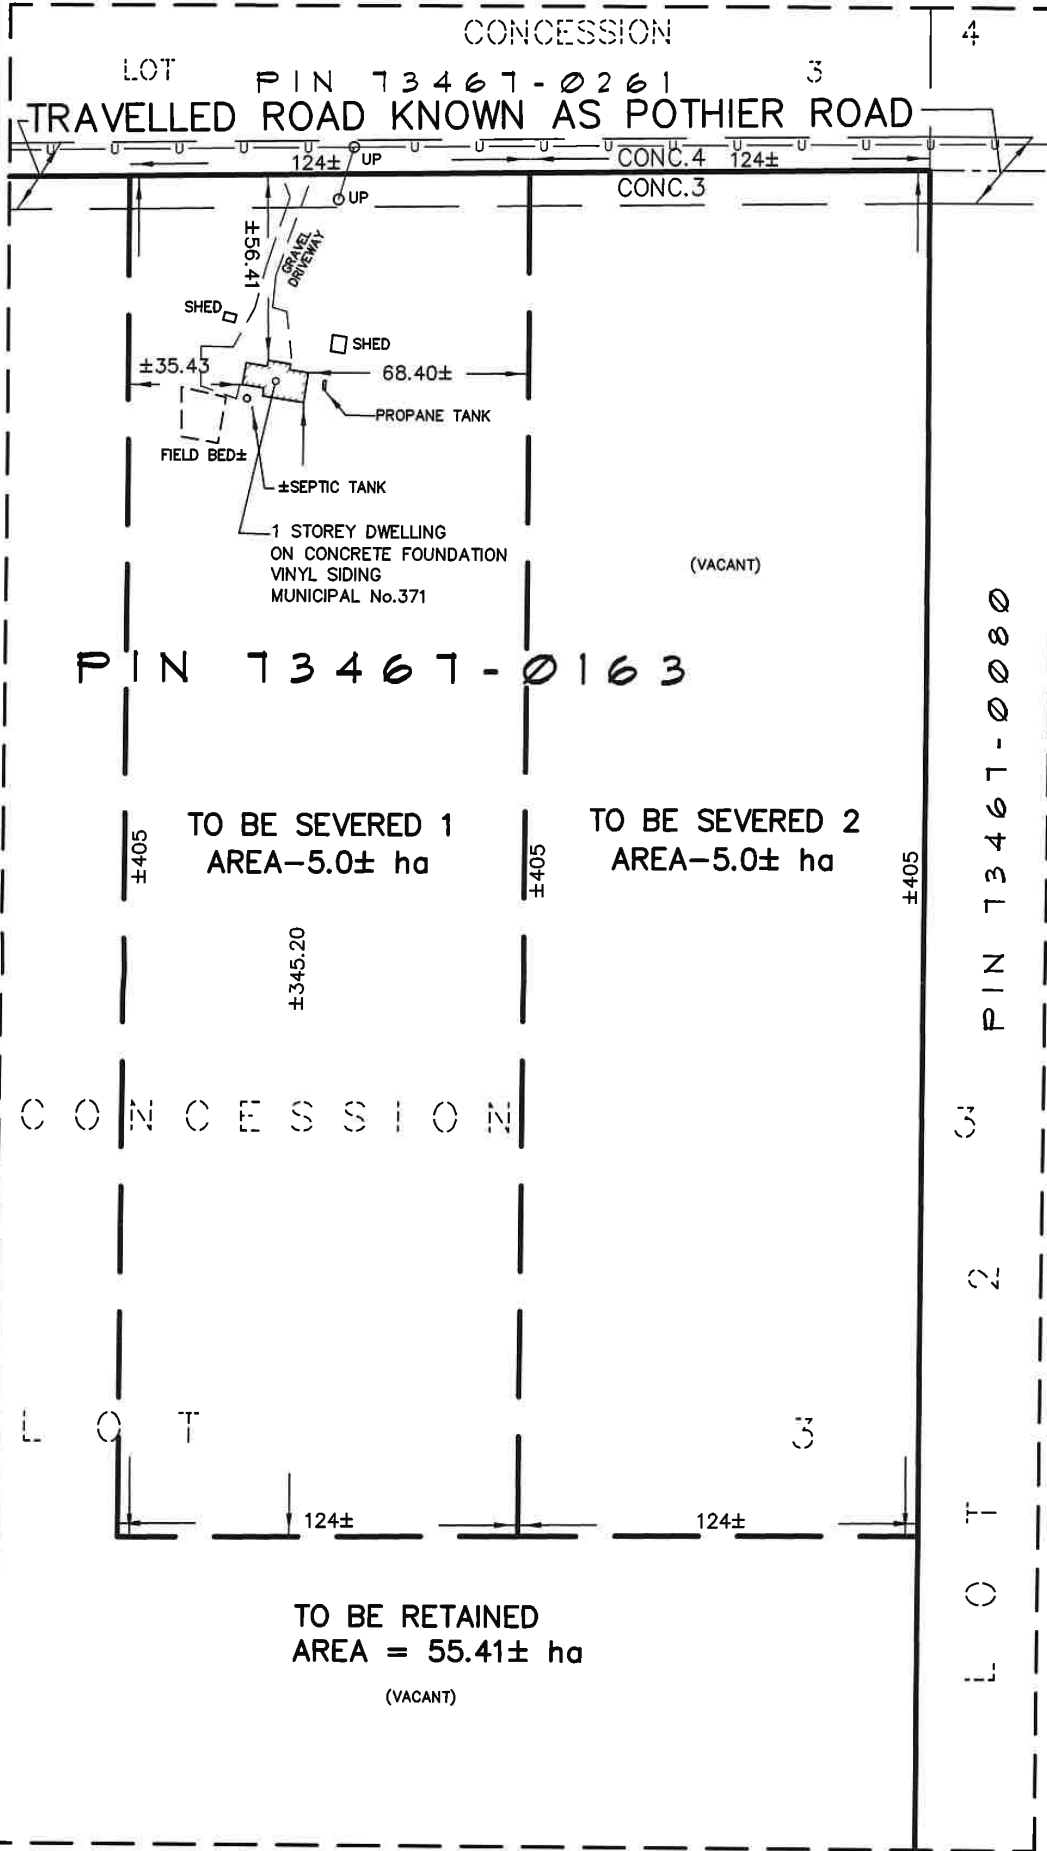 CONCESSION 4
LOT 3
PIN 73467-0261
TRAVELLED ROAD KNOWN AS POTHIER ROAD
U U U U U U U U U U U U U U
124± UP CONC.4 124±
UP CONC.3
±56.41
GRAVEL
DRIVEWAY
SHED
SHED
±35.43
68.40±
PROPANE TANK
FIELD BED±
±SEPTIC TANK
1 STOREY DWELLING
ON CONCRETE FOUNDATION
VINYL SIDING
MUNICIPAL No.371
(VACANT)
PIN 73467-0163
PIN 73467-0080
TO BE SEVERED 1
AREA-5.0± ha
TO BE SEVERED 2
AREA-5.0± ha
±405
±405
±405
±345.20
CONCESSION 3
LOT 3
LOT 2
124± 124±
TO BE RETAINED
AREA = 55.41± ha
(VACANT)